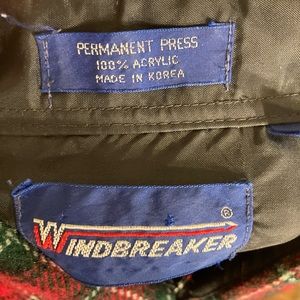 PERMANENT PRESS
100% ACRYLIC
MADE IN KOREA
®
WINDBREAKER